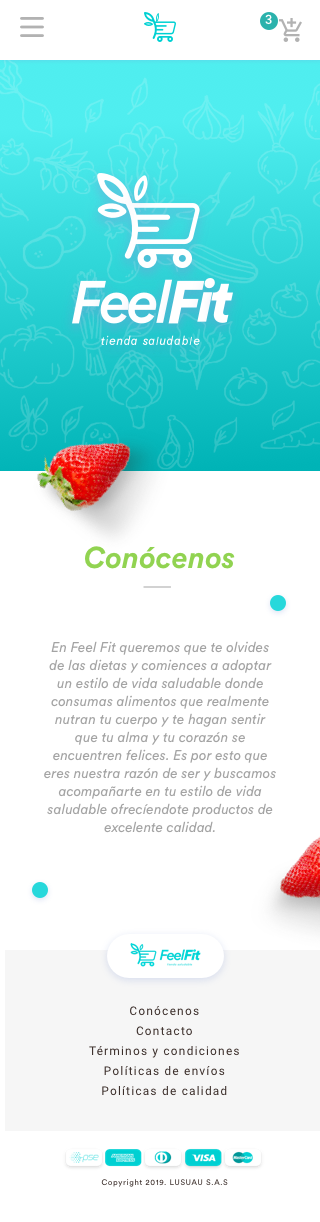 3
FeelFit
tienda saludable
Conócenos
En Feel Fit queremos que te olvides
de las dietas y comiences a adoptar
un estilo de vida saludable donde
consumas alimentos que realmente
nutran tu cuerpo y te hagan sentir
que tu alma y tu corazón se
encuentren felices. Es por esto que
eres nuestra razón de ser y buscamos
acompañarte en tu estilo de vida
saludable ofreciéndote productos de
excelente calidad.
FeelFit
Conócenos
Contacto
Términos y condiciones
Políticas de envíos
Políticas de calidad
pse
VISA
Copyright 2019. LUSUAU S.A.S